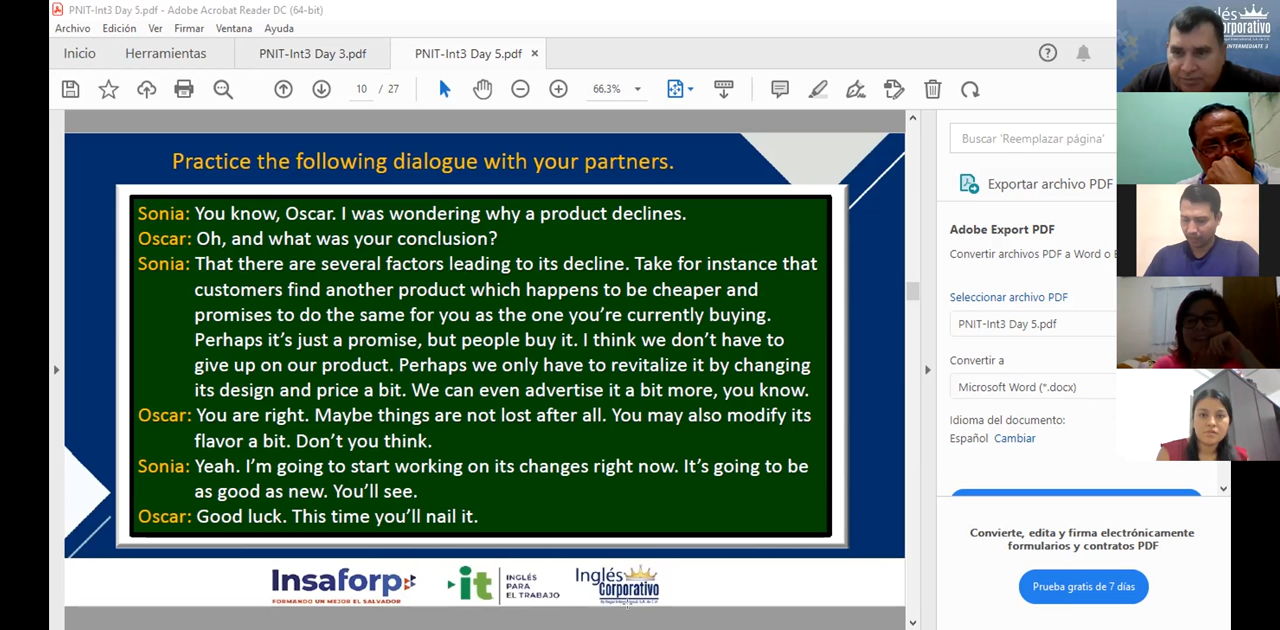 PNIT-Int3 Day 5.pdf - Adobe Acrobat Reader DC (64-bit)
Archivo Edición Ver Firmar Ventana Ayuda
Inicio Herramientas PNIT-Int3 Day 3.pdf PNIT-Int3 Day 5.pdf ×
10 / 27 66.3%
Practice the following dialogue with your partners.
Sonia: You know, Oscar. I was wondering why a product declines.
Oscar: Oh, and what was your conclusion?
Sonia: That there are several factors leading to its decline. Take for instance that
customers find another product which happens to be cheaper and
promises to do the same for you as the one you're currently buying.
Perhaps it's just a promise, but people buy it. I think we don't have to
give up on our product. Perhaps we only have to revitalize it by changing
its design and price a bit. We can even advertise it a bit more, you know.
Oscar: You are right. Maybe things are not lost after all. You may also modify its
flavor a bit. Don't you think.
Sonia: Yeah. I'm going to start working on its changes right now. It's going to be
as good as new. You'll see.
Oscar: Good luck. This time you'll nail it.
Insaforp
FORMANDO UN MEJOR EL SALVADOR
it
INGLÉS
PARA
EL TRABAJO
Inglés
Corporativo
Buscar 'Reemplazar página'
Exportar archivo PDF
Adobe Export PDF
Convertir archivos PDF a Word o E
Seleccionar archivo PDF
PNIT-Int3 Day 5.pdf
Convertir a
Microsoft Word (*.docx)
Idioma del documento:
Español Cambiar
Convierte, edita y firma electrónicamente
formularios y contratos PDF
Prueba gratis de 7 días
lés
orporativo
INTERMEDIATE 3